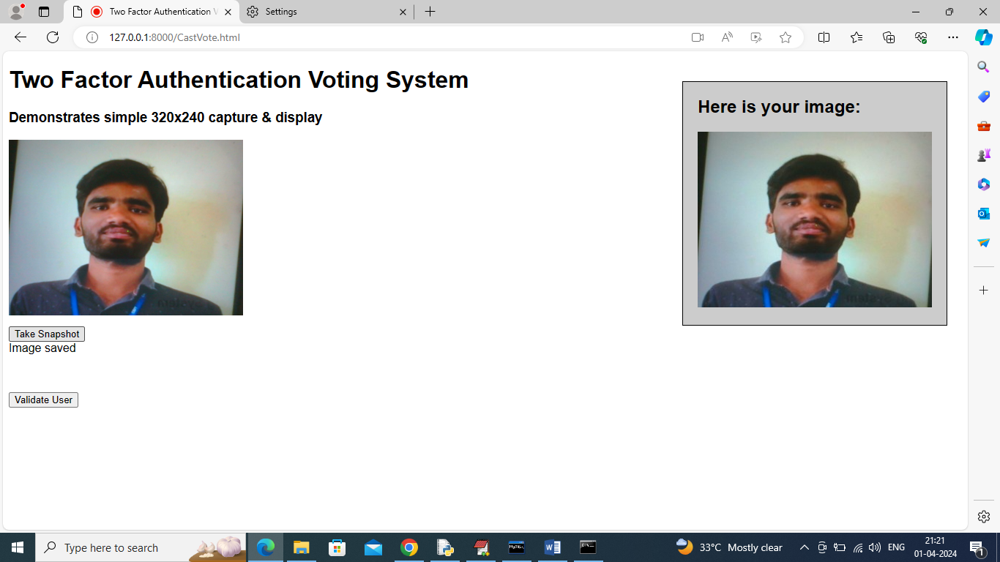 Two Factor Authentication V
Settings
127.0.0.1:8000/CastVote.html
Two Factor Authentication Voting System
Demonstrates simple 320x240 capture & display
Here is your image:
Take Snapshot
Image saved
Validate User
Type here to search
33°C Mostly clear
ENG
21:21
01-04-2024
1